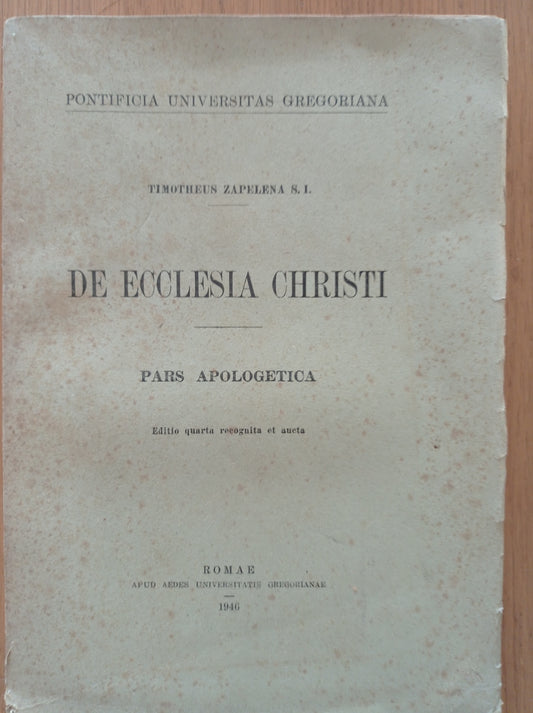 PONTIFICIA UNIVERSITAS GREGORIANA
TIMOTHEUS ZAPELENA S. I.
DE ECCLESIA CHRISTI
PARS APOLOGETICA
Editio quarta recognita et aucta
ROMAE
APUD AEDES UNIVERSITATIS GREGORIANAE
1946